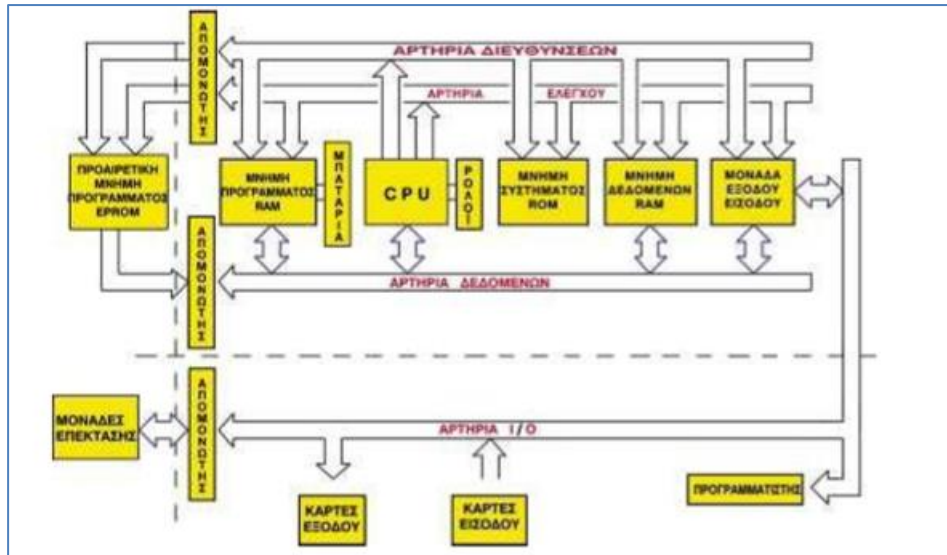 ΑΠΟΜΟΝΩΤΗΣ
ΑΡΤΗΡΙΑ ΔΙΕΥΘΥΝΣΕΩΝ
ΑΡΤΗΡΙΑ ΕΛΕΓΧΟΥ
ΠΡΟΑΙΡΕΤΙΚΗ
ΜΝΗΜΗ
ΠΡΟΓΡΑΜΜΑΤΟΣ
EPROM
ΜΝΗΜΗ
ΠΡΟΓΡΑΜΜΑΤΟΣ
RAM
ΜΠΑΤΑΡΙΑ
CPU
ΡΟΛΟΙ
ΜΝΗΜΗ
ΣΥΣΤΗΜΑΤΟΣ
ROM
ΜΝΗΜΗ
ΔΕΔΟΜΕΝΩΝ
RAM
ΜΟΝΑΔΑ
ΕΞΟΔΟΥ
ΕΙΣΟΔΟΥ
ΑΠΟΜΟΝΩΤΗΣ
ΑΡΤΗΡΙΑ ΔΕΔΟΜΕΝΩΝ
ΜΟΝΑΔΕΣ
ΕΠΕΚΤΑΣΗΣ
ΑΠΟΜΟΝΩΤΗΣ
ΑΡΤΗΡΙΑ I/O
ΚΑΡΤΕΣ
ΕΞΟΔΟΥ
ΚΑΡΤΕΣ
ΕΙΣΟΔΟΥ
ΠΡΟΓΡΑΜΜΑΤΙΣΤΗΣ